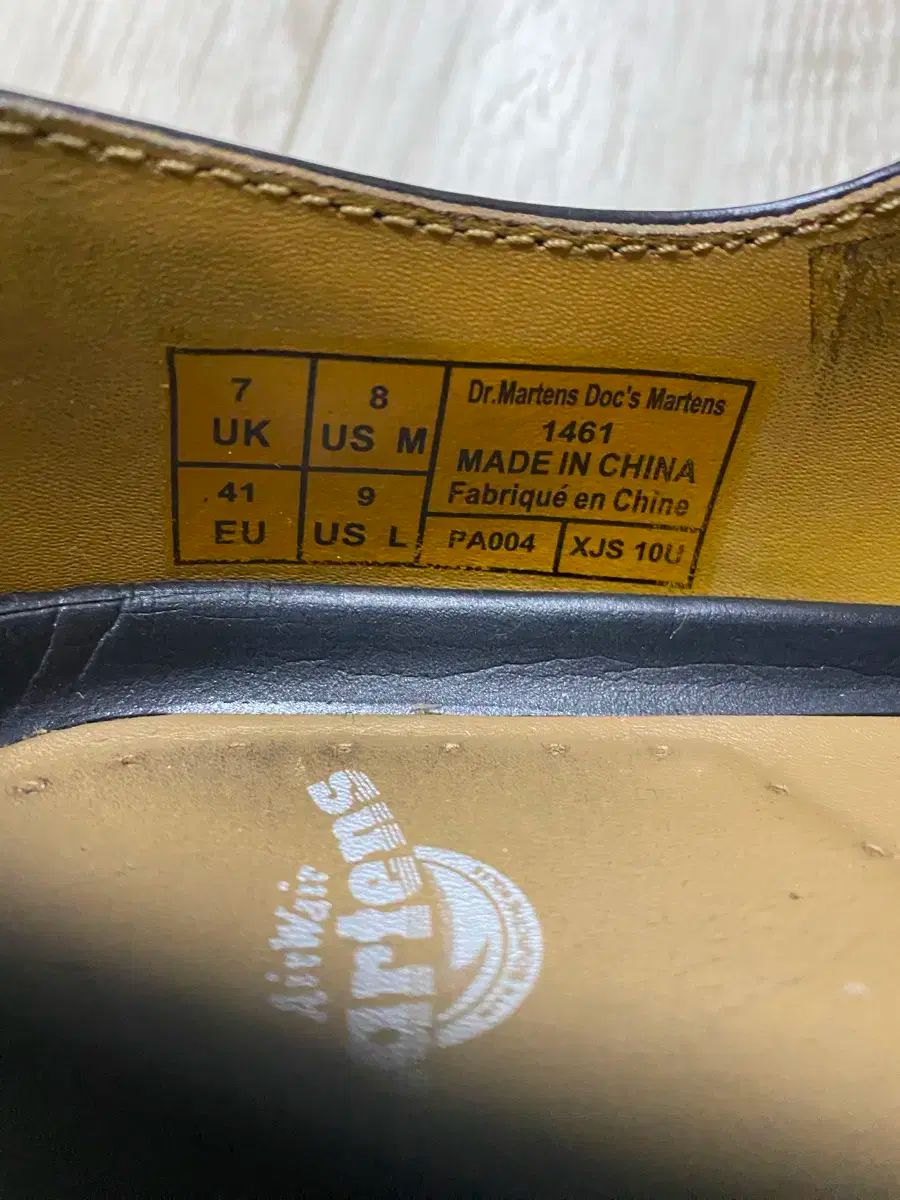 7
UK
8
US M
41
EU
9
US L
Dr.Martens Doc's Martens
1461
MADE IN CHINA
Fabriqué en Chine
PA004
XJS 10U
AirWair
artens